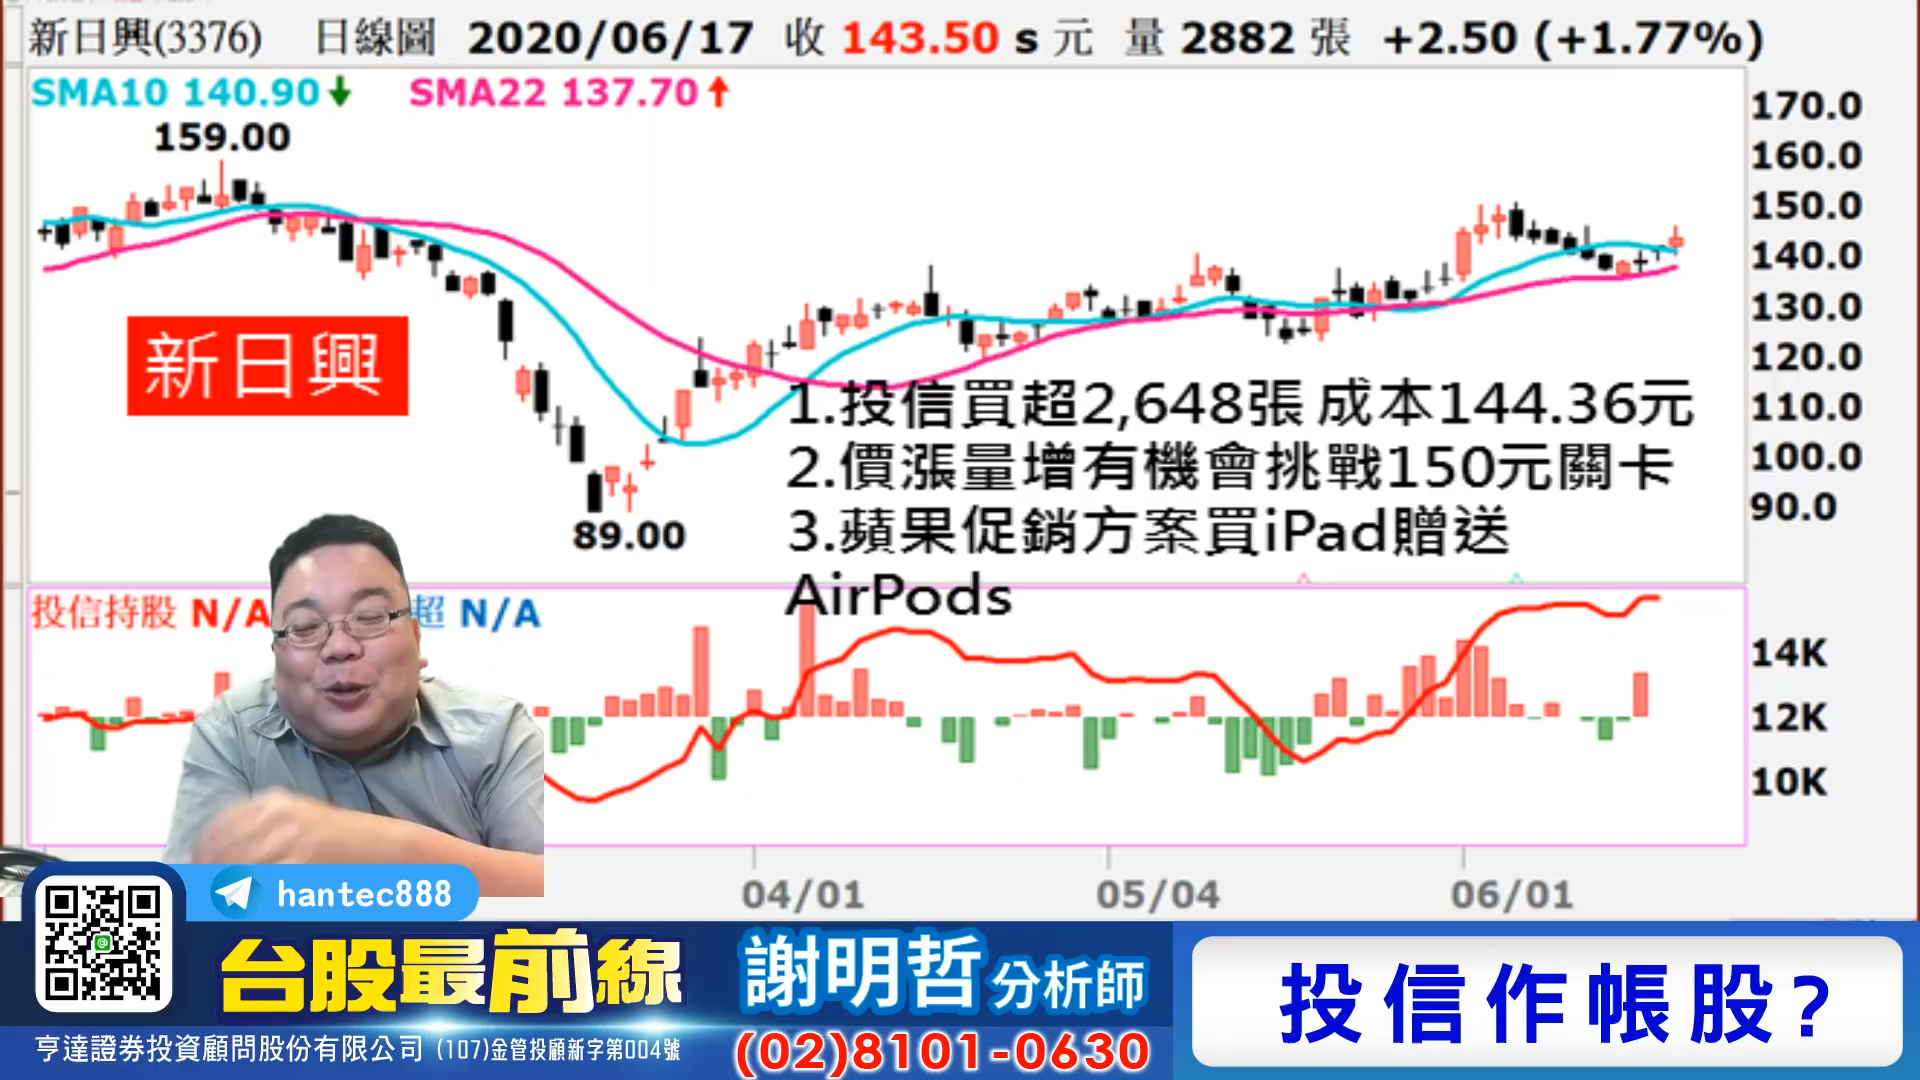 新日興(3376) 日線圖 2020/06/17 收 143.50 s 元 量 2882 張 +2.50 (+1.77%)
SMA10 140.90 SMA22 137.70
159.00
170.0
160.0
150.0
140.0
130.0
120.0
110.0
100.0
90.0
新日興
89.00
1.投信買超2,648張 成本144.36元
2.價漲量增有機會挑戰150元關卡
3.蘋果促銷方案買iPad贈送
AirPods
投信持股 N/A 超 N/A
14K
12K
10K
04/01 05/04 06/01
hantec888
台股最前線
謝明哲 分析師
亨達證券投資顧問股份有限公司 (107)金管投顧新字第004號
(02)8101-0630
投信作帳股?